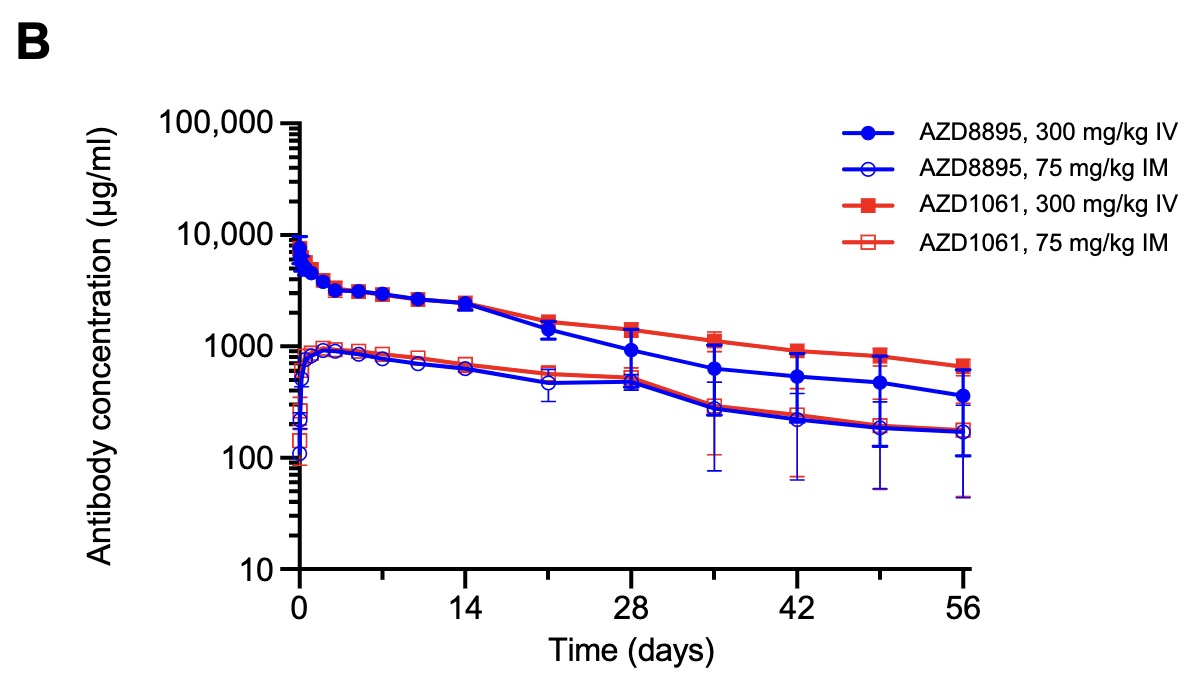 B
Antibody concentration (µg/ml)
100,000
10,000
1000
100
10
0 14 28 42 56
Time (days)
AZD8895, 300 mg/kg IV
AZD8895, 75 mg/kg IM
AZD1061, 300 mg/kg IV
AZD1061, 75 mg/kg IM